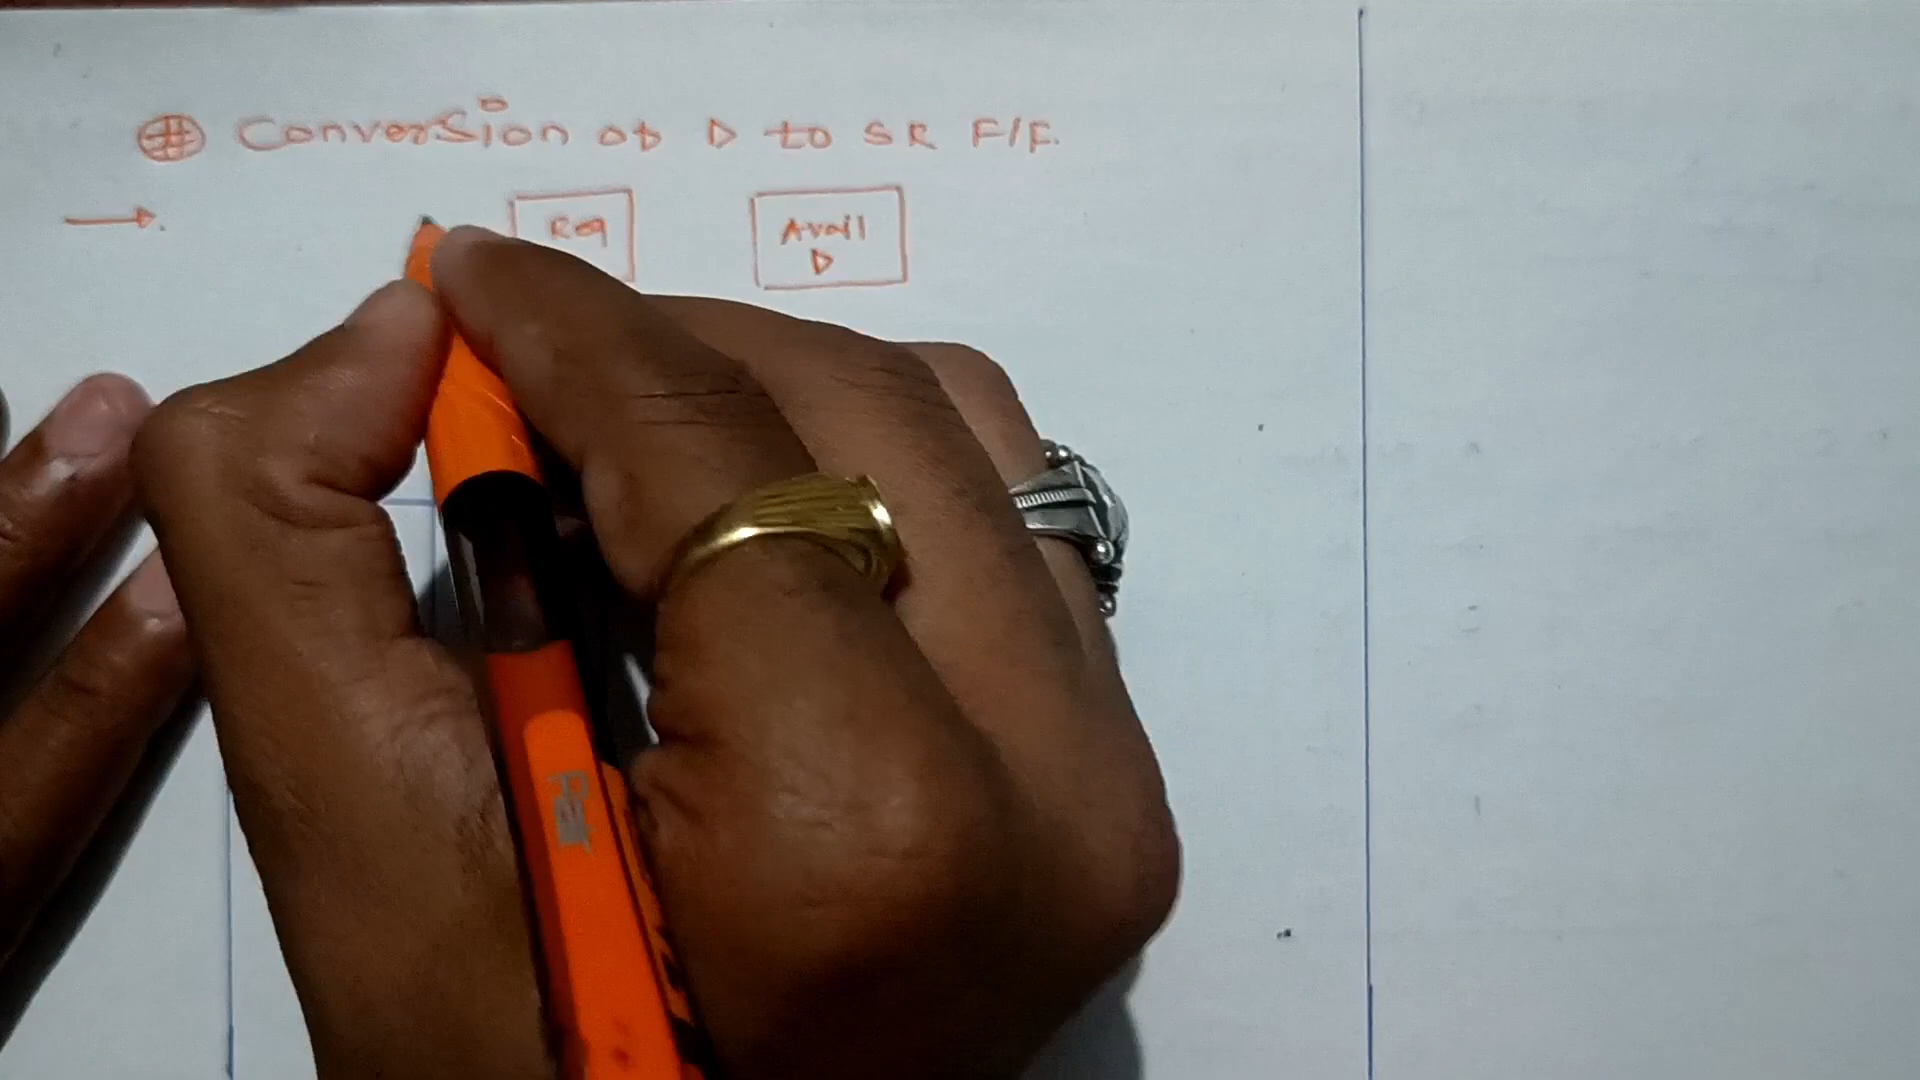 # Conversion of D to SR F/F.
→. Req Avail
D